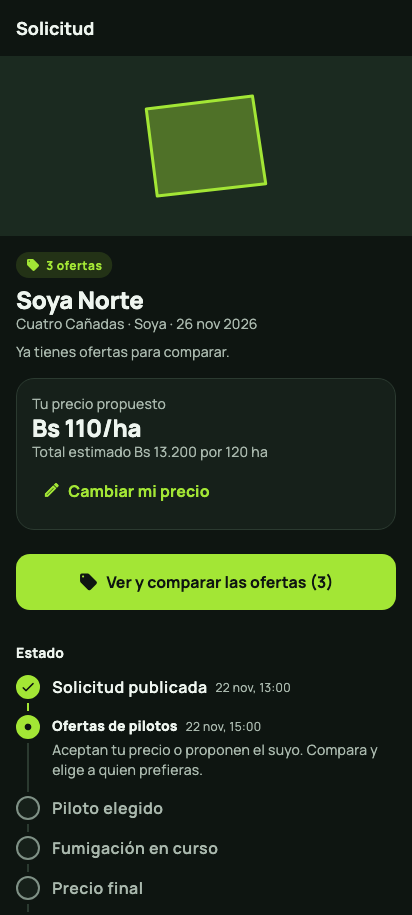 Solicitud
3 ofertas
Soya Norte
Cuatro Cañadas · Soya · 26 nov 2026
Ya tienes ofertas para comparar.
Tu precio propuesto
Bs 110/ha
Total estimado Bs 13.200 por 120 ha
Cambiar mi precio
Ver y comparar las ofertas (3)
Estado
Solicitud publicada 22 nov, 13:00
Ofertas de pilotos 22 nov, 15:00
Aceptan tu precio o proponen el suyo. Compara y
elige a quien prefieras.
Piloto elegido
Fumigación en curso
Precio final